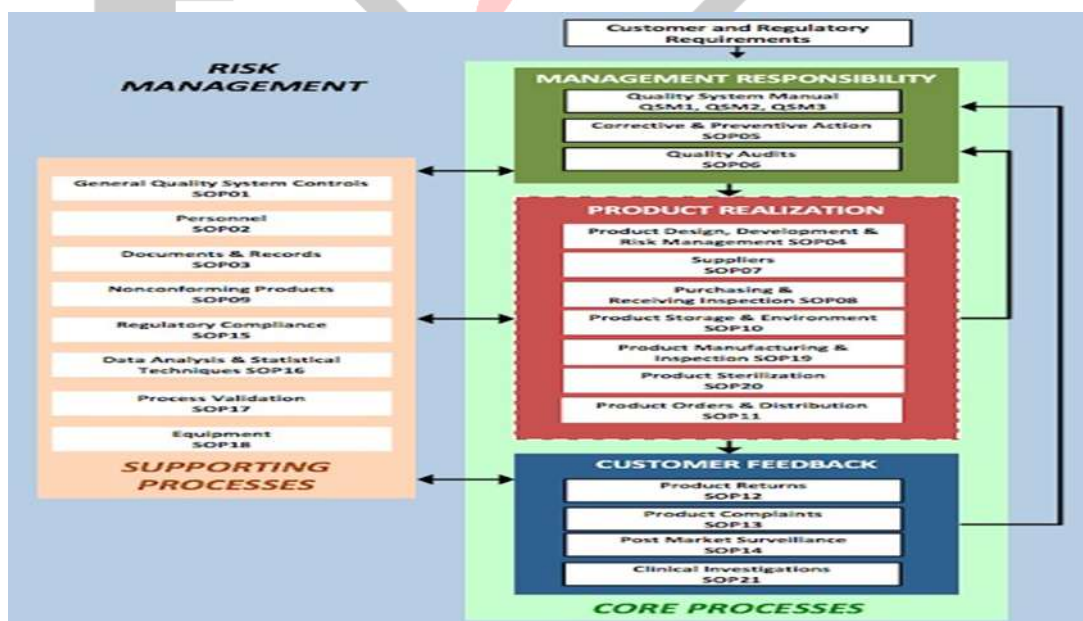 Customer and Regulatory
Requirements
RISK
MANAGEMENT
MANAGEMENT RESPONSIBILITY
Quality System Manual
QSM1, QSM2, QSM3
Corrective & Preventive Action
SOP05
Quality Audits
SOP06
General Quality System Controls
SOP01
Personnel
SOP02
Documents & Records
SOP03
Nonconforming Products
SOP09
Regulatory Compliance
SOP15
Data Analysis & Statistical
Techniques SOP16
Process Validation
SOP17
Equipment
SOP18
SUPPORTING
PROCESSES
PRODUCT REALIZATION
Product Design, Development &
Risk Management SOP04
Suppliers
SOP07
Purchasing &
Receiving Inspection SOP08
Product Storage & Environment
SOP10
Product Manufacturing &
Inspection SOP19
Product Sterilization
SOP20
Product Orders & Distribution
SOP11
CUSTOMER FEEDBACK
Product Returns
SOP12
Product Complaints
SOP13
Post Market Surveillance
SOP14
Clinical Investigations
SOP21
CORE PROCESSES